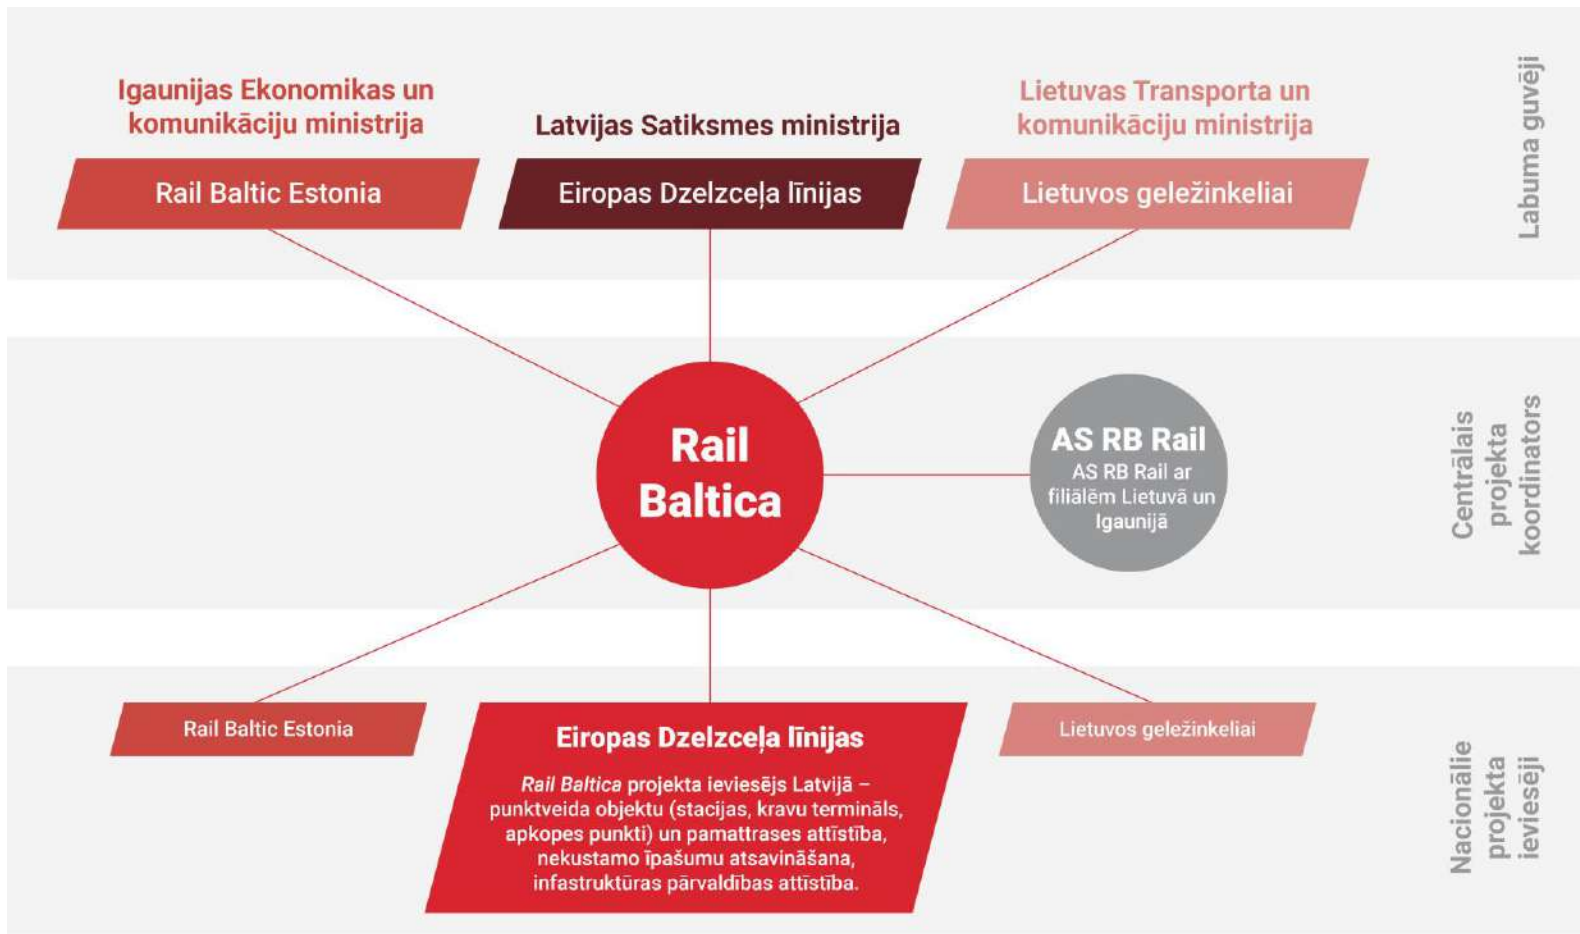 Igaunijas Ekonomikas un
komunikāciju ministrija
Latvijas Satiksmes ministrija
Lietuvas Transporta un
komunikāciju ministrija
Rail Baltic Estonia
Eiropas Dzelzceļa līnijas
Lietuvos geležinkeliai
Labuma guvēji
Rail
Baltica
AS RB Rail
AS RB Rail ar
filiālēm Lietuvā un
Igaunijā
Centrālais
projekta
koordinators
Rail Baltic Estonia
Eiropas Dzelzceļa līnijas
Rail Baltica projekta ieviesējs Latvijā –
punktveida objektu (stacijas, kravu termināls,
apkopes punkti) un pamattrases attīstība,
nekustamo īpašumu atsavināšana,
infastruktūras pārvaldības attīstība.
Lietuvos geležinkeliai
Nacionālie
projekta
ieviesēji